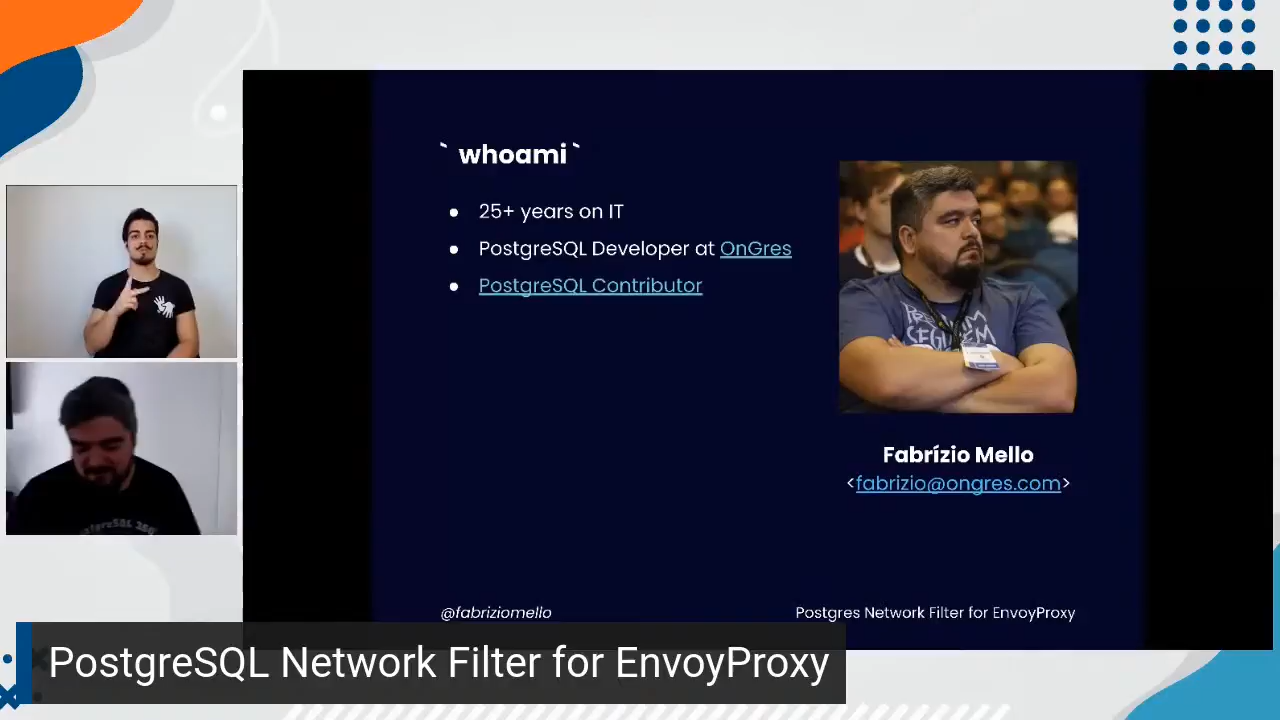 ` whoami `
25+ years on IT
PostgreSQL Developer at OnGres
PostgreSQL Contributor
Fabrízio Mello
<fabrizio@ongres.com>
@fabriziomello
Postgres Network Filter for EnvoyProxy
PostgreSQL Network Filter for EnvoyProxy